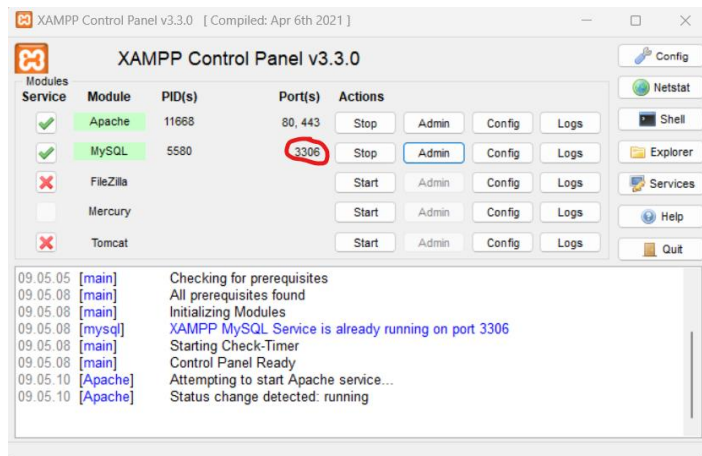 XAMPP Control Panel v3.3.0 [ Compiled: Apr 6th 2021 ]
XAMPP Control Panel v3.3.0
Config
Modules
Service Module PID(s) Port(s) Actions
Netstat
Apache 11668 80, 443 Stop Admin Config Logs
Shell
MySQL 5580 3306 Stop Admin Config Logs
Explorer
FileZilla Start Admin Config Logs
Services
Mercury Start Admin Config Logs
Help
Tomcat Start Admin Config Logs
Quit
09.05.05 [main] Checking for prerequisites
09.05.08 [main] All prerequisites found
09.05.08 [main] Initializing Modules
09.05.08 [mysql] XAMPP MySQL Service is already running on port 3306
09.05.08 [main] Starting Check-Timer
09.05.08 [main] Control Panel Ready
09.05.10 [Apache] Attempting to start Apache service...
09.05.10 [Apache] Status change detected: running